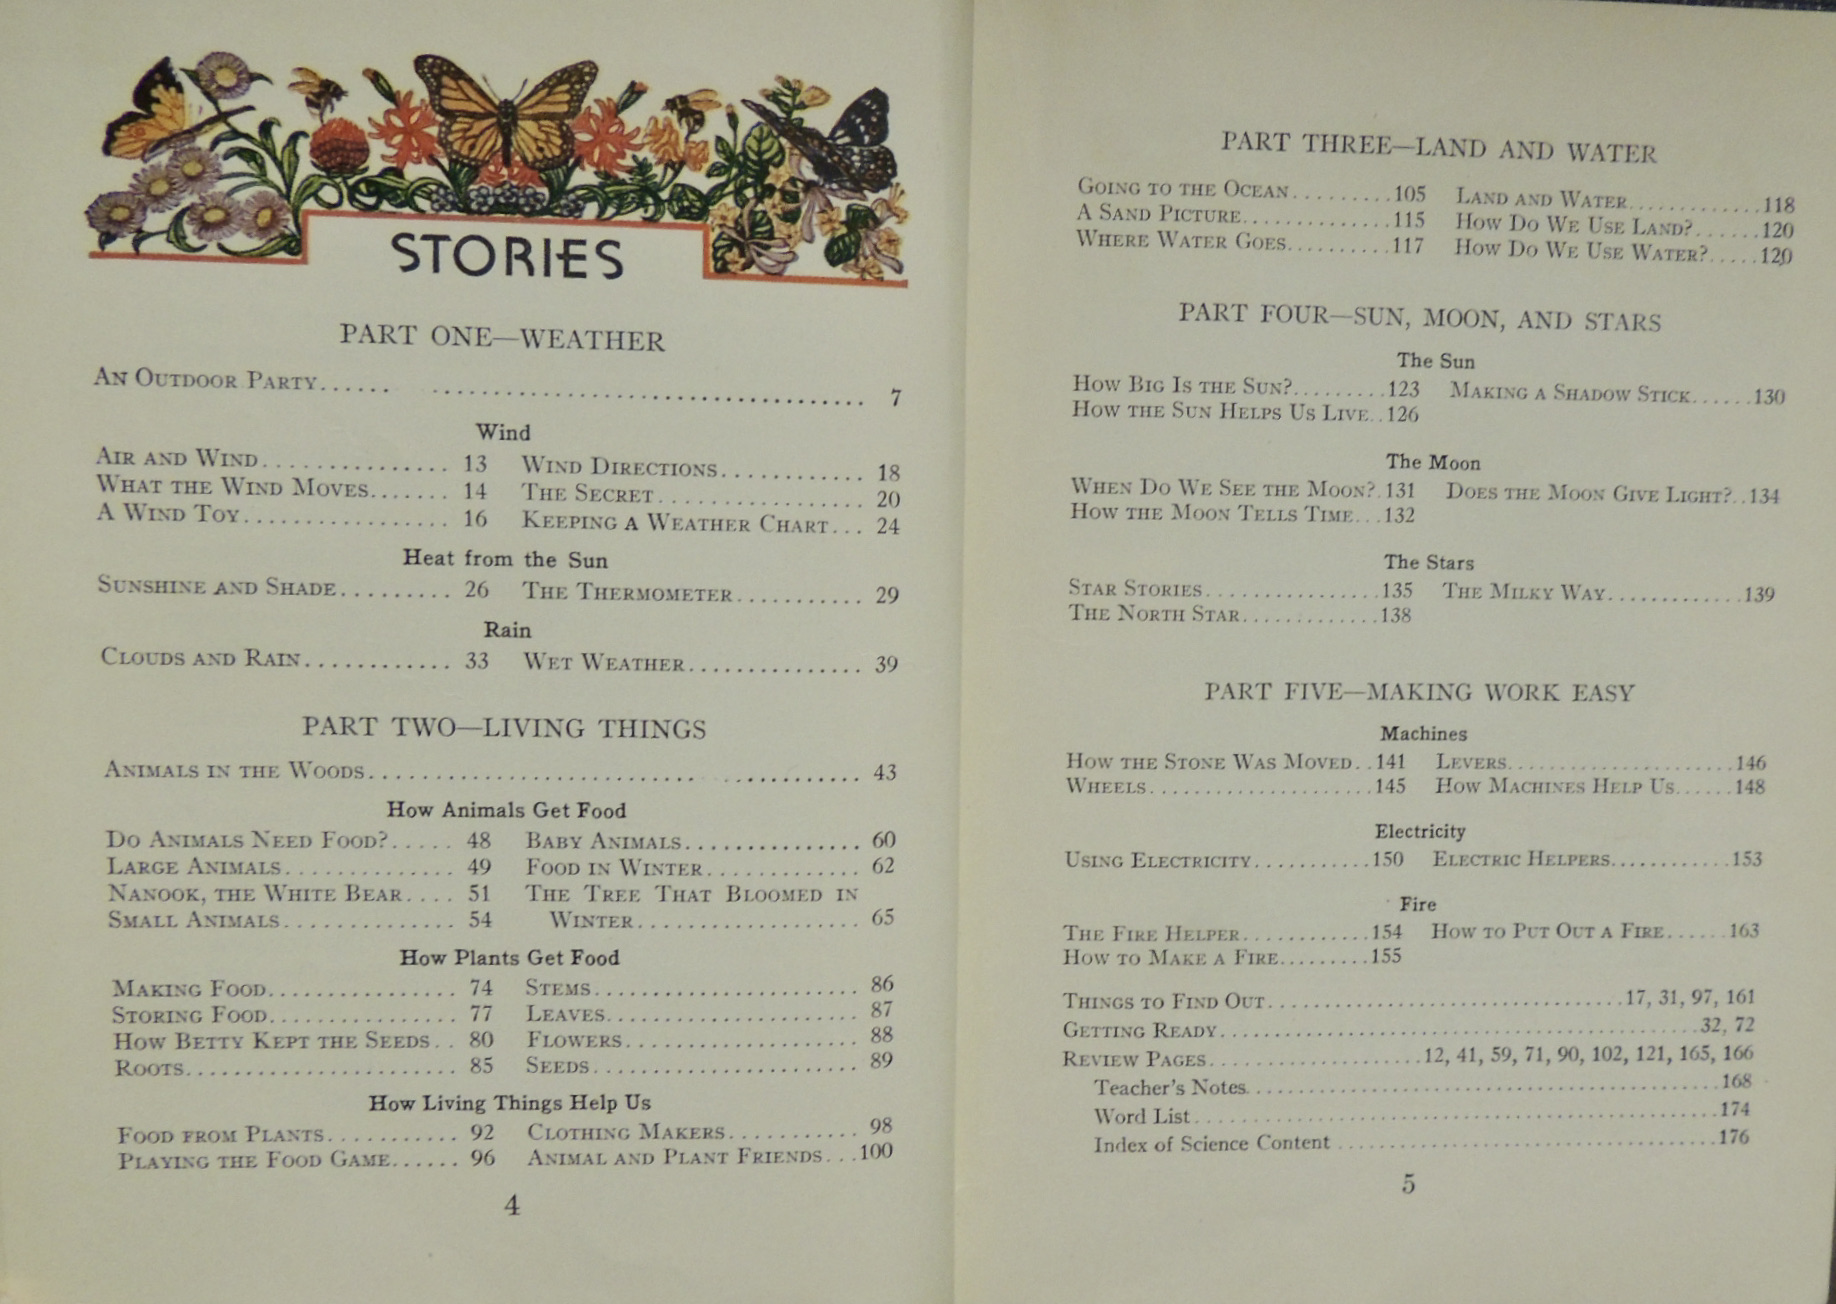 STORIES
PART ONE—WEATHER
AN OUTDOOR PARTY...... ........................................ 7
Wind
AIR AND WIND............... 13 WIND DIRECTIONS........... 18
WHAT THE WIND MOVES....... 14 THE SECRET................ 20
A WIND TOY................. 16 KEEPING A WEATHER CHART... 24
Heat from the Sun
SUNSHINE AND SHADE......... 26 THE THERMOMETER.......... 29
Rain
CLOUDS AND RAIN............ 33 WET WEATHER.............. 39
PART TWO—LIVING THINGS
ANIMALS IN THE WOODS.......................... ........... 43
How Animals Get Food
DO ANIMALS NEED FOOD?..... 48 BABY ANIMALS.............. 60
LARGE ANIMALS............. 49 FOOD IN WINTER............ 62
NANOOK, THE WHITE BEAR.... 51 THE TREE THAT BLOOMED IN
SMALL ANIMALS............. 54 WINTER................. 65
How Plants Get Food
MAKING FOOD............... 74 STEMS..................... 86
STORING FOOD............... 77 LEAVES.................... 87
HOW BETTY KEPT THE SEEDS.. 80 FLOWERS................... 88
ROOTS...................... 85 SEEDS..................... 89
How Living Things Help Us
FOOD FROM PLANTS........... 92 CLOTHING MAKERS........... 98
PLAYING THE FOOD GAME...... 96 ANIMAL AND PLANT FRIENDS...100
4
PART THREE—LAND AND WATER
GOING TO THE OCEAN.........105 LAND AND WATER............118
A SAND PICTURE.............115 HOW DO WE USE LAND?......120
WHERE WATER GOES..........117 HOW DO WE USE WATER?.....120
PART FOUR—SUN, MOON, AND STARS
The Sun
HOW BIG IS THE SUN?.........123 MAKING A SHADOW STICK......130
HOW THE SUN HELPS US LIVE..126
The Moon
WHEN DO WE SEE THE MOON?.131 DOES THE MOON GIVE LIGHT?..134
HOW THE MOON TELLS TIME...132
The Stars
STAR STORIES................135 THE MILKY WAY.............139
THE NORTH STAR.............138
PART FIVE—MAKING WORK EASY
Machines
HOW THE STONE WAS MOVED..141 LEVERS.....................146
WHEELS.....................145 HOW MACHINES HELP US......148
Electricity
USING ELECTRICITY...........150 ELECTRIC HELPERS...........153
Fire
THE FIRE HELPER............154 HOW TO PUT OUT A FIRE......163
HOW TO MAKE A FIRE.........155
THINGS TO FIND OUT.................................17, 31, 97, 161
GETTING READY............................................32, 72
REVIEW PAGES....................12, 41, 59, 71, 90, 102, 121, 165, 166
Teacher's Notes..............................................168
Word List...................................................174
Index of Science Content.....................................176
5